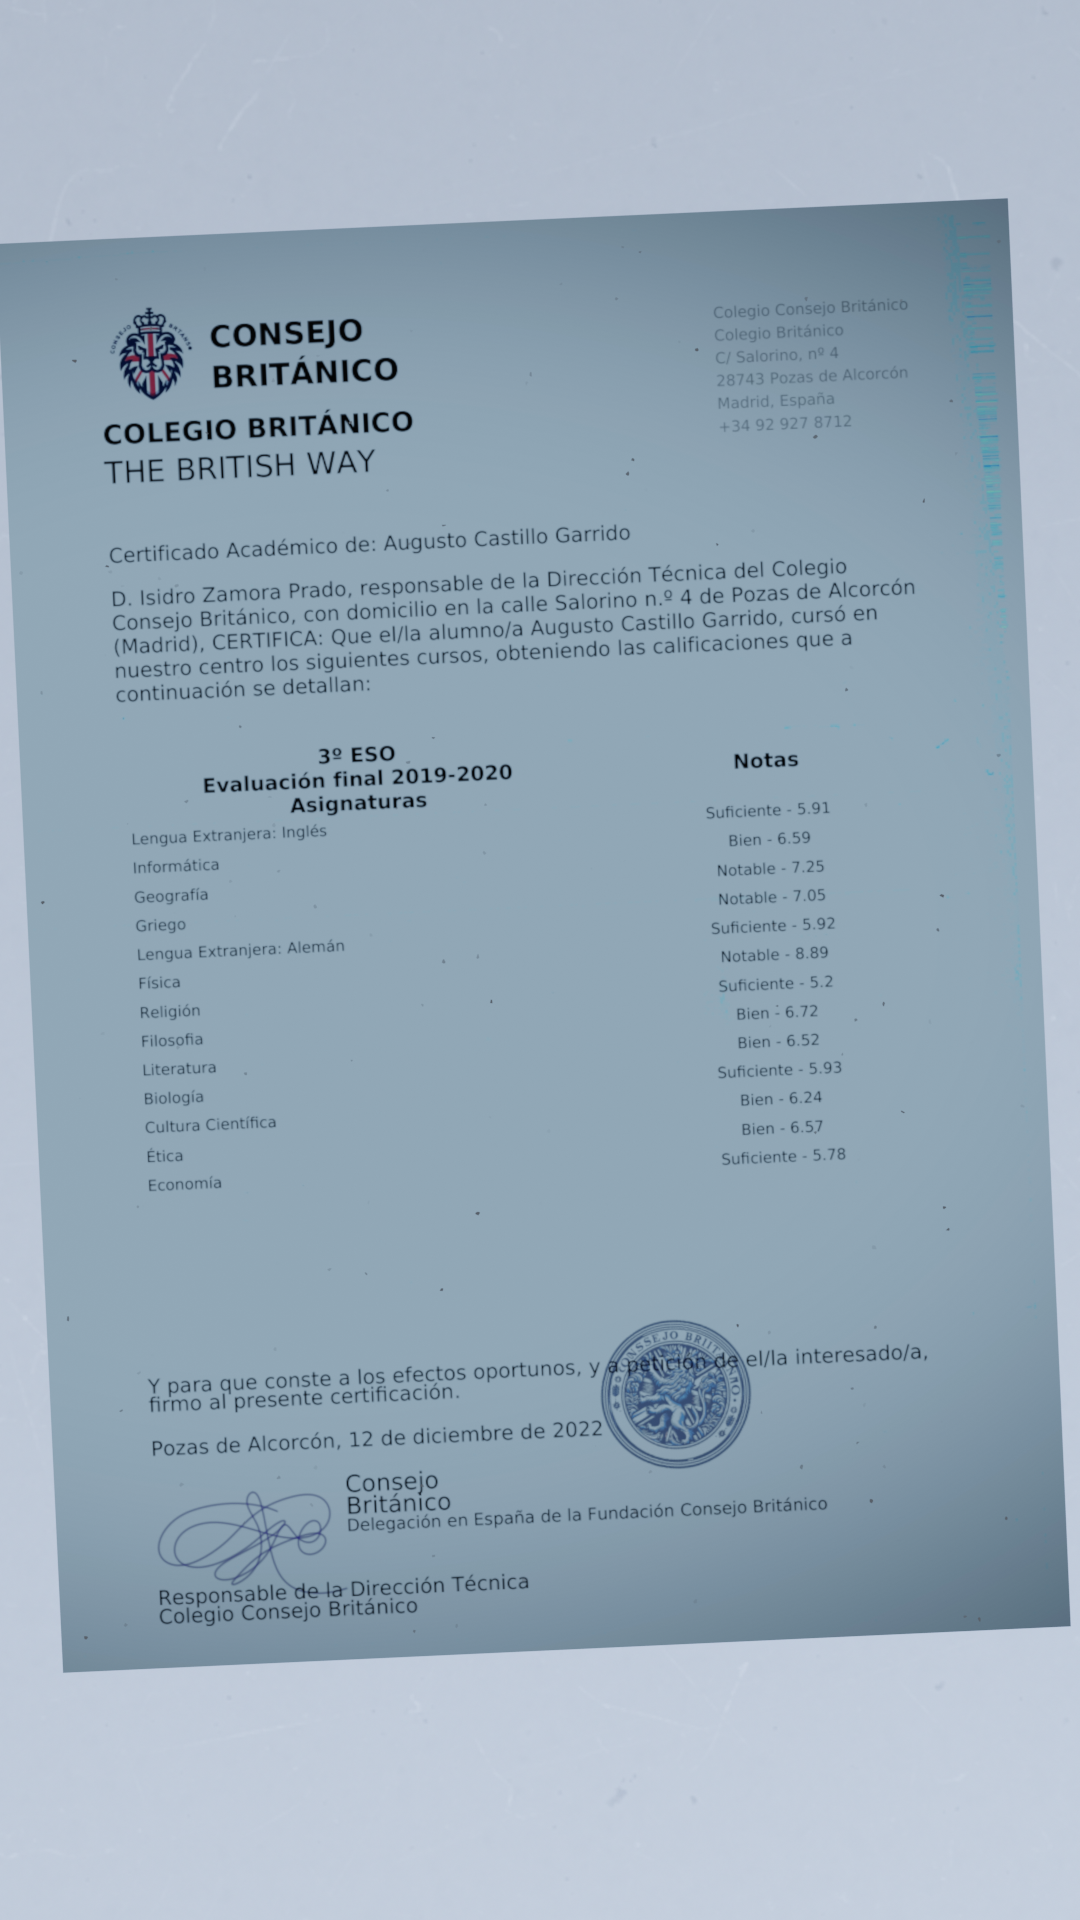 CONSEJO
BRITÁNICO
COLEGIO BRITÁNICO
THE BRITISH WAY
Colegio Consejo Británico
Colegio Británico
C/ Salorino, nº 4
28743 Pozas de Alcorcón
Madrid, España
+34 92 927 8712
Certificado Académico de: Augusto Castillo Garrido
D. Isidro Zamora Prado, responsable de la Dirección Técnica del Colegio
Consejo Británico, con domicilio en la calle Salorino n.º 4 de Pozas de Alcorcón
(Madrid), CERTIFICA: Que el/la alumno/a Augusto Castillo Garrido, cursó en
nuestro centro los siguientes cursos, obteniendo las calificaciones que a
continuación se detallan:
3º ESO
Evaluación final 2019-2020
Asignaturas
Notas
Lengua Extranjera: Inglés Suficiente - 5.91
Informática Bien - 6.59
Geografía Notable - 7.25
Griego Notable - 7.05
Lengua Extranjera: Alemán Suficiente - 5.92
Física Notable - 8.89
Religión Suficiente - 5.2
Filosofia Bien - 6.72
Literatura Bien - 6.52
Biología Suficiente - 5.93
Cultura Científica Bien - 6.24
Ética Bien - 6.57
Economía Suficiente - 5.78
Y para que conste a los efectos oportunos, y a petición de el/la interesado/a,
firmo al presente certificación.
Pozas de Alcorcón, 12 de diciembre de 2022
Consejo
Británico
Delegación en España de la Fundación Consejo Británico
Responsable de la Dirección Técnica
Colegio Consejo Británico